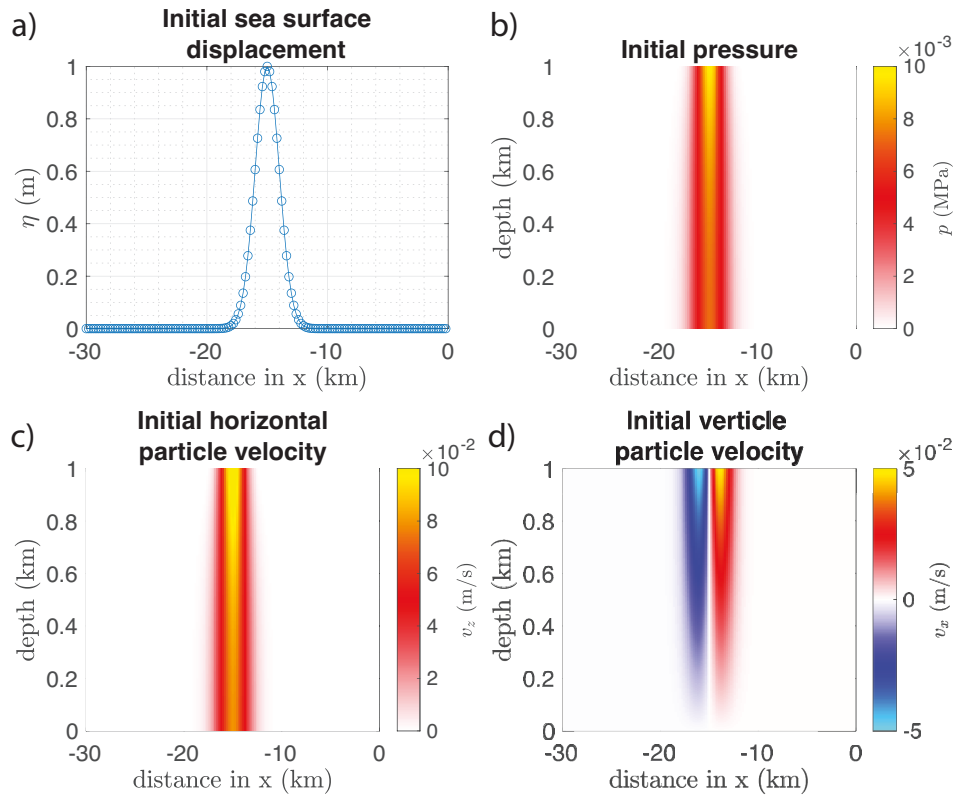 a)
Initial sea surface
displacement
1
0.8
0.6
0.4
0.2
0
η (m)
-30
-20
-10
0
distance in x (km)
b)
Initial pressure
×10-3
1
0.8
0.6
0.4
0.2
0
depth (km)
-30
-20
-10
0
distance in x (km)
10
8
6
4
2
0
p (MPa)
c)
Initial horizontal
particle velocity
×10-2
1
0.8
0.6
0.4
0.2
0
depth (km)
-30
-20
-10
0
distance in x (km)
10
8
6
4
2
0
vz (m/s)
d)
Initial verticle
particle velocity
×10-2
1
0.8
0.6
0.4
0.2
0
depth (km)
-30
-20
-10
0
distance in x (km)
5
0
-5
vx (m/s)